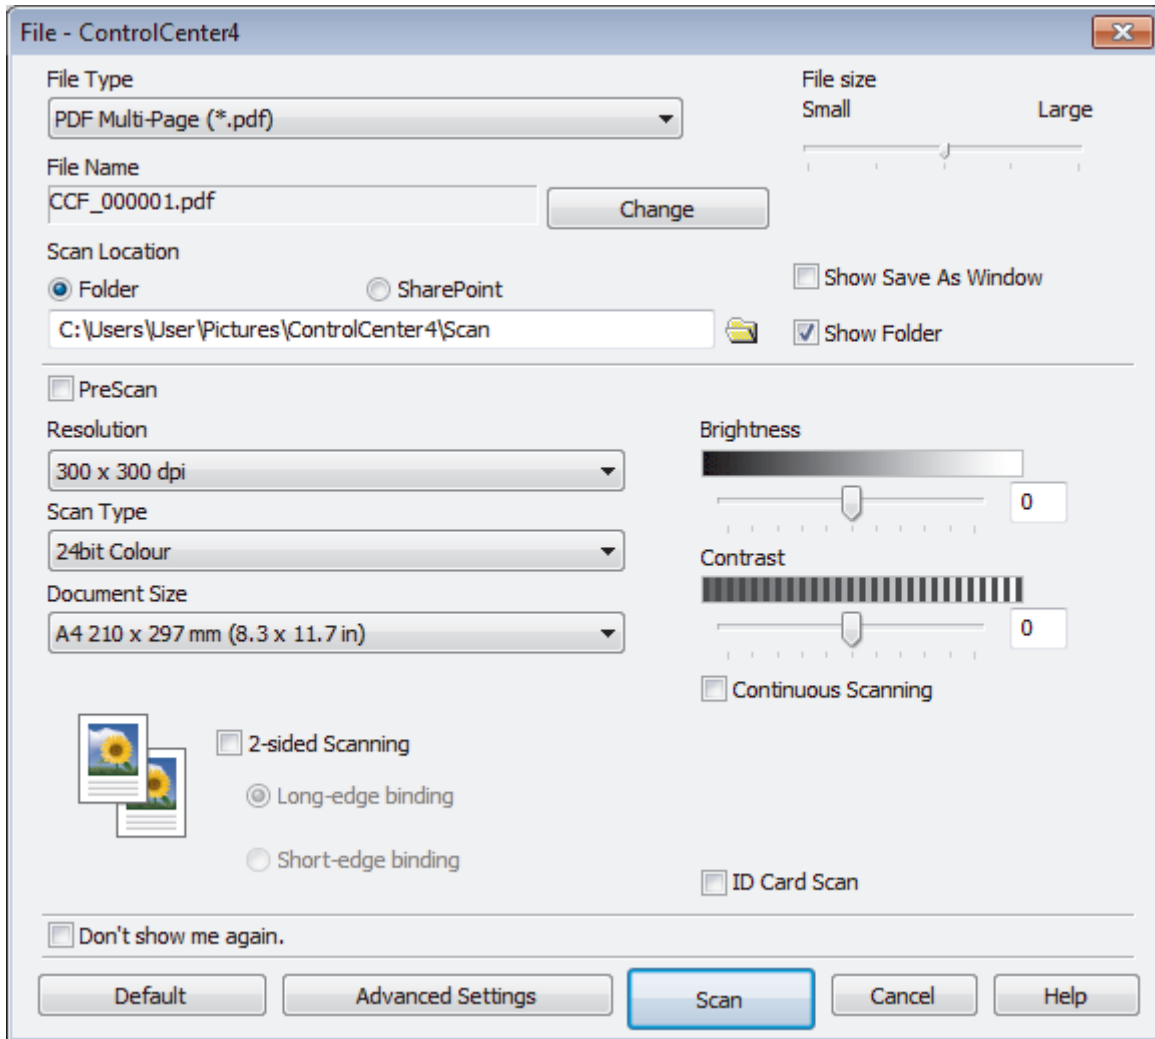 File - ControlCenter4
File Type
PDF Multi-Page (*.pdf)
File size
Small Large
File Name
CCF_000001.pdf
Change
Scan Location
Folder SharePoint
C:\Users\User\Pictures\ControlCenter4\Scan
Show Save As Window
Show Folder
PreScan
Resolution
300 x 300 dpi
Scan Type
24bit Colour
Document Size
A4 210 x 297 mm (8.3 x 11.7 in)
Brightness
0
Contrast
0
Continuous Scanning
2-sided Scanning
Long-edge binding
Short-edge binding
ID Card Scan
Don't show me again.
Default Advanced Settings Scan Cancel Help